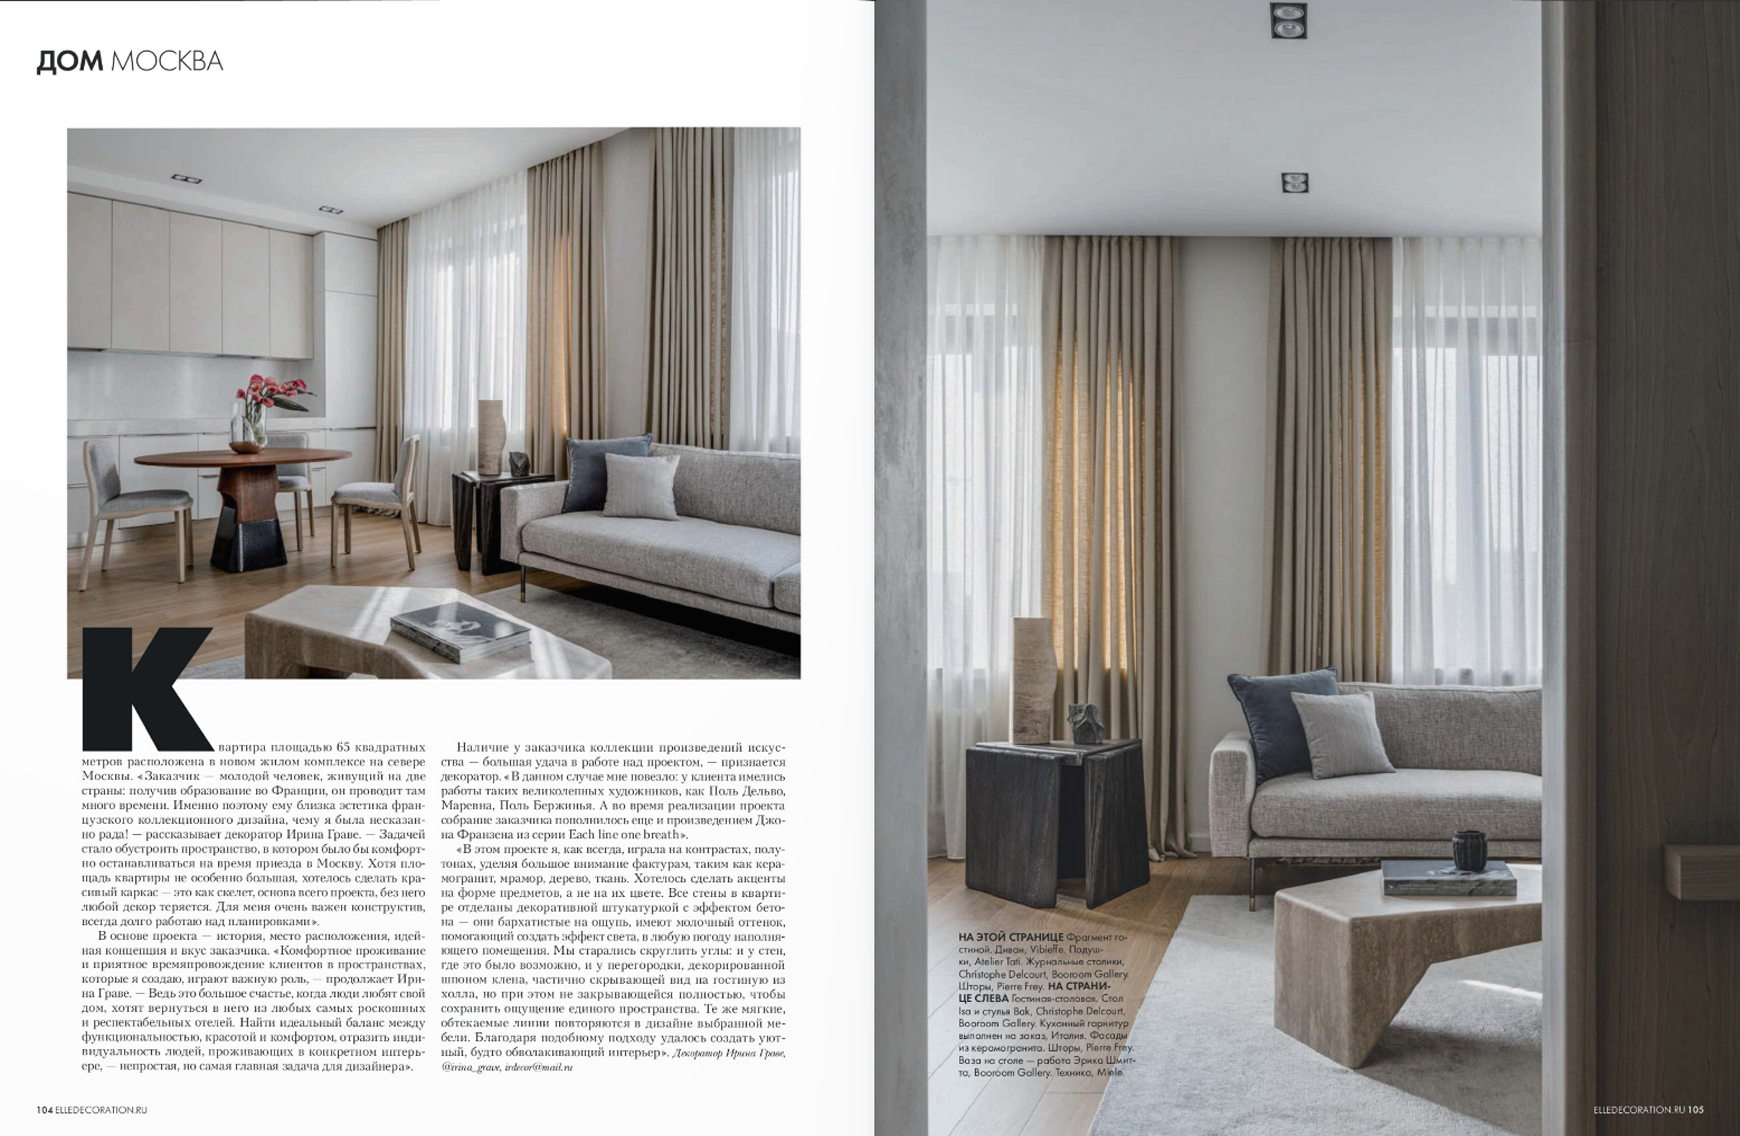 ДОМ МОСКВА
Квартира площадью 65 квадратных
метров расположена в новом жилом комплексе на севере
Москвы. «Заказчик — молодой человек, живущий на две
страны: получив образование во Франции, он проводит там
много времени. Именно поэтому ему близка эстетика фран-
цузского коллекционного дизайна, чему я была несказан-
но рада! — рассказывает декоратор Ирина Граве. — Задачей
стало обустроить пространство, в котором было бы комфорт-
но останавливаться на время приезда в Москву. Хотя пло-
щадь квартиры не особенно большая, хотелось сделать кра-
сивый каркас — это как скелет, основа всего проекта, без него
любой декор теряется. Для меня очень важен конструктив,
всегда долго работаю над планировками».
В основе проекта — история, место расположения, идей-
ная концепция и вкус заказчика. «Комфортное проживание
и приятное времяпровождение клиентов в пространствах,
которые я создаю, играют важную роль, — продолжает Ири-
на Граве. — Ведь это большое счастье, когда люди любят свой
дом, хотят вернуться в него из любых самых роскошных
и респектабельных отелей. Найти идеальный баланс между
функциональностью, красотой и комфортом, отразить инди-
видуальность людей, проживающих в конкретном интерь-
ере, — непростая, но самая главная задача для дизайнера».
Наличие у заказчика коллекции произведений искус-
ства — большая удача в работе над проектом, — признается
декоратор. «В данном случае мне повезло: у клиента имелись
работы таких великолепных художников, как Поль Дельво,
Маревна, Поль Бержинья. А во время реализации проекта
собрание заказчика пополнилось еще и произведением Джо-
на Франзена из серии Each line one breath».
«В этом проекте я, как всегда, играла на контрастах, полу-
тонах, уделяя большое внимание фактурам, таким как кера-
могранит, мрамор, дерево, ткань. Хотелось сделать акценты
на форме предметов, а не на их цвете. Все стены в кварти-
ре отделаны декоративной штукатуркой с эффектом бето-
на — они бархатистые на ощупь, имеют молочный оттенок,
помогающий создать эффект света, в любую погоду наполня-
ющего помещения. Мы старались скруглить углы: и у стен,
где это было возможно, и у перегородки, декорированной
шпоном клена, частично скрывающей вид на гостиную из
холла, но при этом не закрывающейся полностью, чтобы
сохранить ощущение единого пространства. Те же мягкие,
обтекаемые линии повторяются в дизайне выбранной ме-
бели. Благодаря подобному подходу удалось создать уют-
ный, будто обволакивающий интерьер». Декоратор Ирина Граве,
@irina_grave, irdecor@mail.ru
104 ELLEDECORATION.RU
НА ЭТОЙ СТРАНИЦЕ Фрагмент го-
стиной. Диван, Vibieffe. Подуш-
ки, Atelier Tati. Журнальные столики,
Christophe Delcourt, Booroom Gallery.
Шторы, Pierre Frey. НА СТРАНИ-
ЦЕ СЛЕВА Гостиная-столовая. Стол
Isa и стулья Bak, Christophe Delcourt,
Booroom Gallery. Кухонный гарнитур
выполнен на заказ, Италия. Фасады
из керамогранита. Шторы, Pierre Frey.
Ваза на столе — работа Эрика Шмит-
та, Booroom Gallery. Техника, Miele.
ELLEDECORATION.RU 105